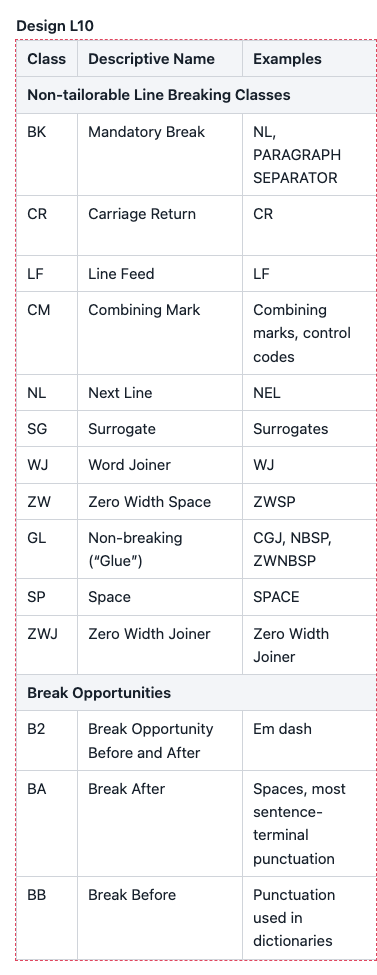 Design L10
Class Descriptive Name Examples
Non-tailorable Line Breaking Classes
BK Mandatory Break NL,
PARAGRAPH
SEPARATOR
CR Carriage Return CR
LF Line Feed LF
CM Combining Mark Combining
marks, control
codes
NL Next Line NEL
SG Surrogate Surrogates
WJ Word Joiner WJ
ZW Zero Width Space ZWSP
GL Non-breaking CGJ, NBSP,
(“Glue”) ZWNBSP
SP Space SPACE
ZWJ Zero Width Joiner Zero Width
Joiner
Break Opportunities
B2 Break Opportunity Em dash
Before and After
BA Break After Spaces, most
sentence-
terminal
punctuation
BB Break Before Punctuation
used in
dictionaries